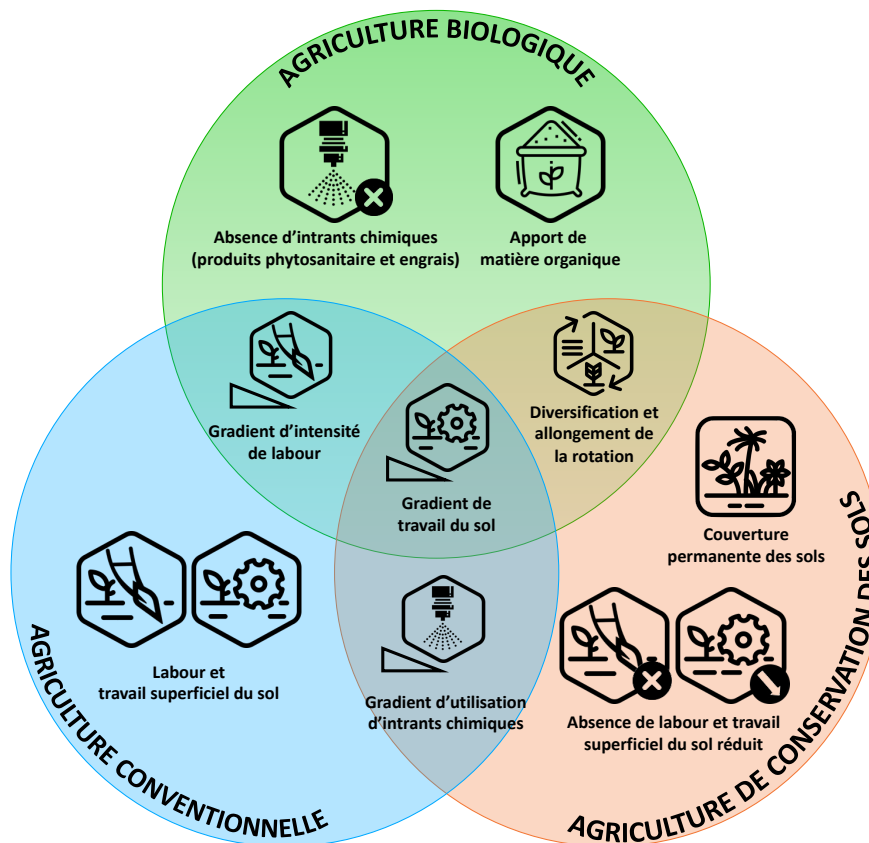 AGRICULTURE BIOLOGIQUE
Absence d'intrants chimiques
(produits phytosanitaire et engrais)
Apport de
matière organique
Gradient d'intensité
de labour
Diversification et
allongement de
la rotation
Gradient de
travail du sol
Couverture
permanente des sols
Labour et
travail superficiel du sol
Gradient d'utilisation
d'intrants chimiques
Absence de labour et travail
superficiel du sol réduit
AGRICULTURE CONVENTIONNELLE
AGRICULTURE DE CONSERVATION DES SOLS